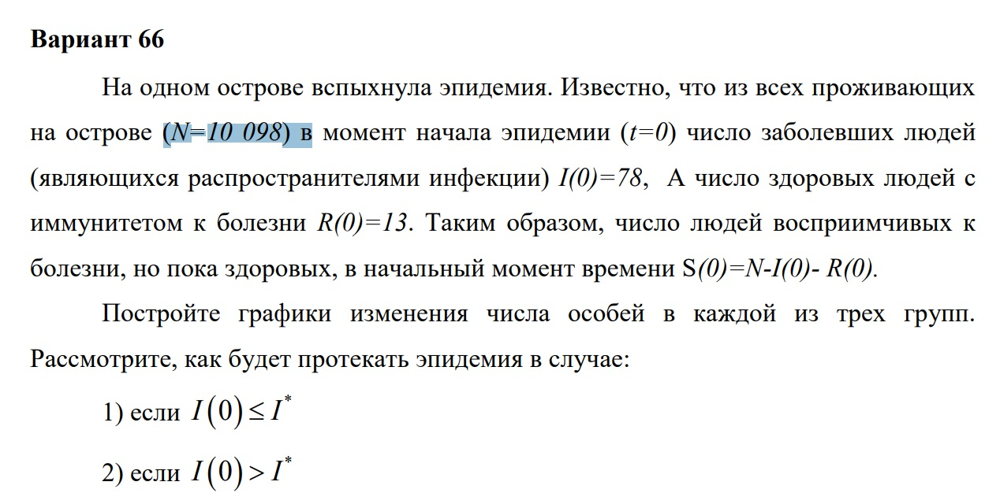 Вариант 66
На одном острове вспыхнула эпидемия. Известно, что из всех проживающих
на острове (N=10 098) в момент начала эпидемии (t=0) число заболевших людей
(являющихся распространителями инфекции) I(0)=78, А число здоровых людей с
иммунитетом к болезни R(0)=13. Таким образом, число людей восприимчивых к
болезни, но пока здоровых, в начальный момент времени S(0)=N-I(0)- R(0).
Постройте графики изменения числа особей в каждой из трех групп.
Рассмотрите, как будет протекать эпидемия в случае:
1) если I(0) ≤ I*
2) если I(0) > I*